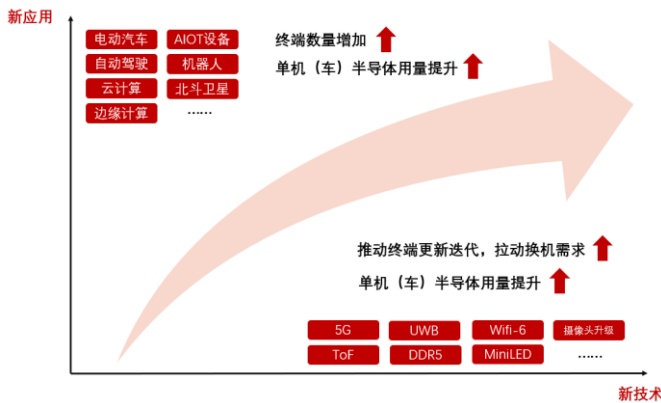 新应用
电动汽车 AIOT设备
自动驾驶 机器人
云计算 北斗卫星
边缘计算 ……
终端数量增加
单机（车）半导体用量提升
推动终端更新迭代，拉动换机需求
单机（车）半导体用量提升
5G UWB Wifi-6 摄像头升级
ToF DDR5 MiniLED ……
新技术